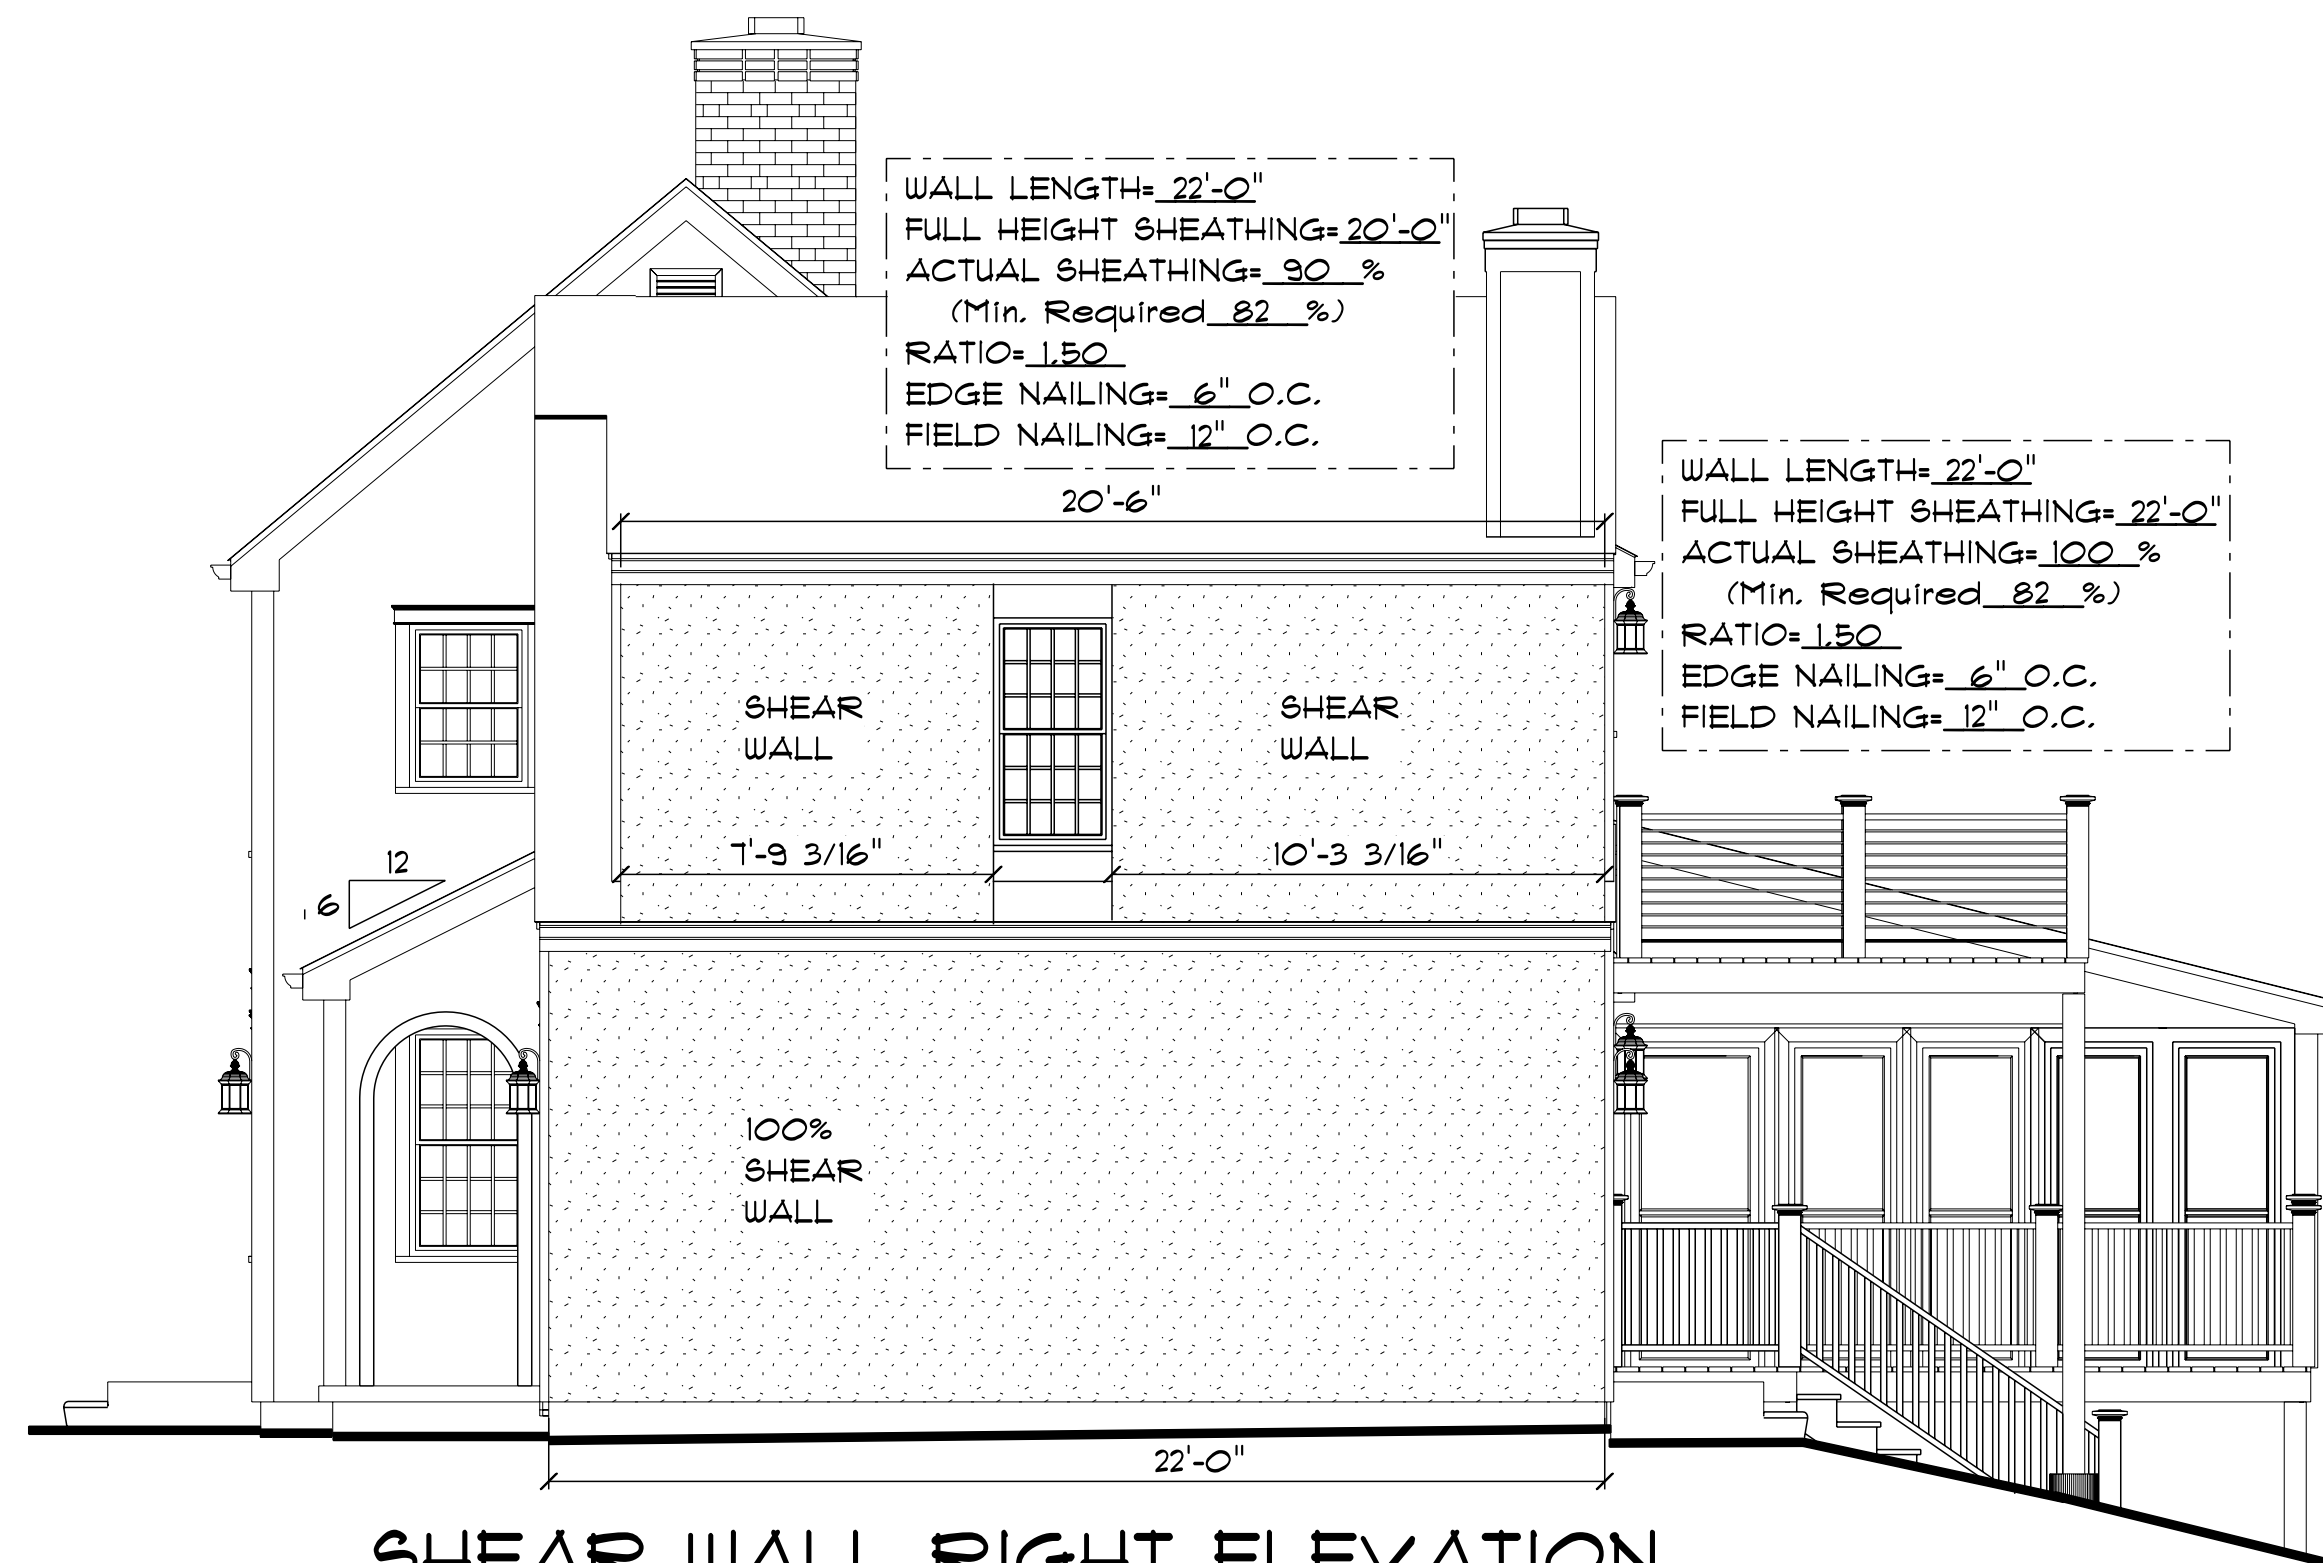 WALL LENGTH= 22'-0"
FULL HEIGHT SHEATHING= 20'-0"
ACTUAL SHEATHING= 90 %
(Min. Required 82 %)
RATIO= 1.50
EDGE NAILING= 6" O.C.
FIELD NAILING= 12" O.C.
WALL LENGTH= 22'-0"
FULL HEIGHT SHEATHING= 22'-0"
ACTUAL SHEATHING= 100 %
(Min. Required 82 %)
RATIO= 1.50
EDGE NAILING= 6" O.C.
FIELD NAILING= 12" O.C.
20'-6"
SHEAR
WALL
SHEAR
WALL
7'-9 3/16"
10'-3 3/16"
12
6
100%
SHEAR
WALL
22'-0"
SHEAR WALL RIGHT ELEVATION